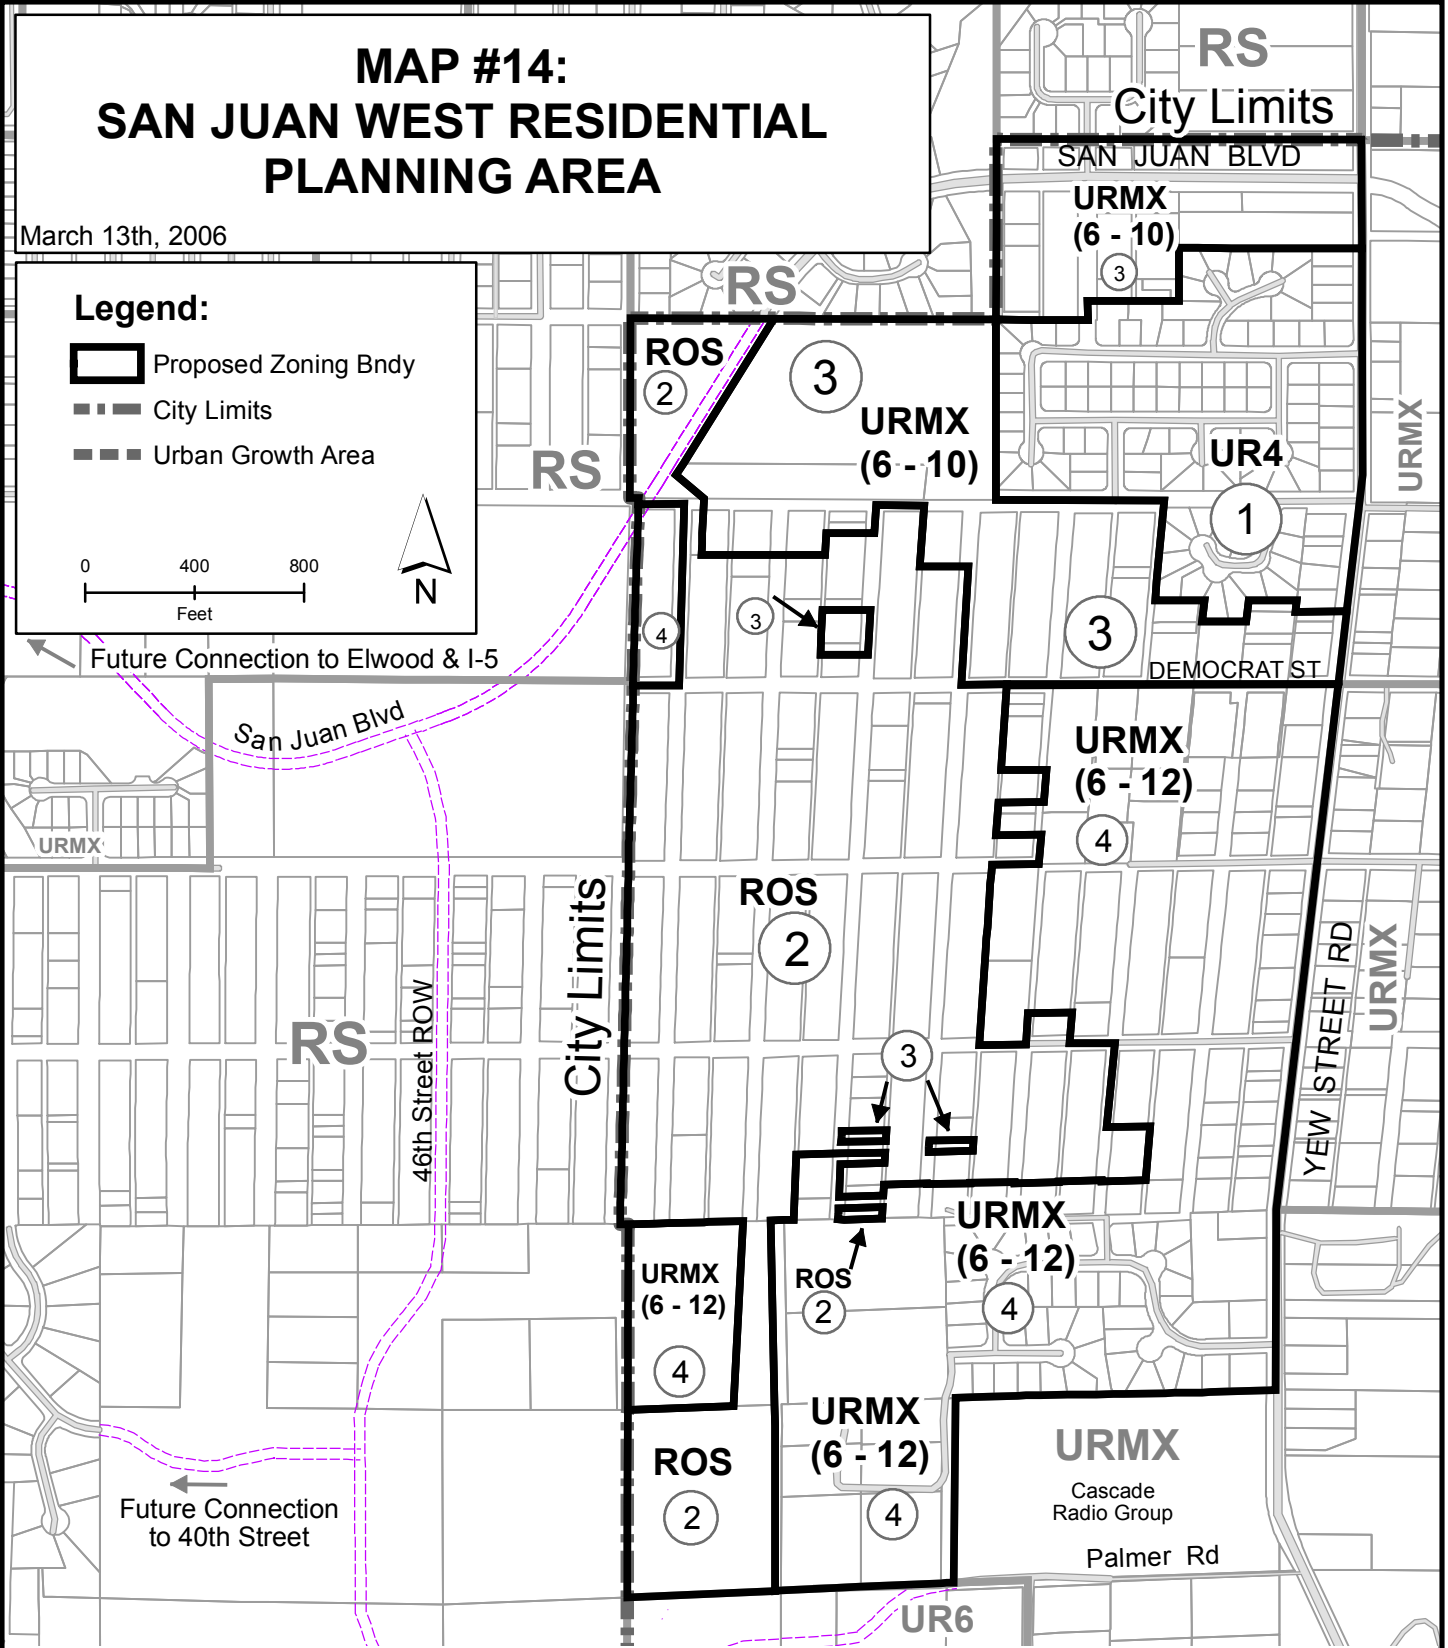 MAP #14:
SAN JUAN WEST RESIDENTIAL
PLANNING AREA
March 13th, 2006
RS
City Limits
SAN JUAN BLVD
URMX
(6 - 10)
3
Legend:
Proposed Zoning Bndy
City Limits
Urban Growth Area
0 400 800
Feet
N
RS
ROS
2
3
URMX
(6 - 10)
RS
UR4
1
URMX
4
3
3
DEMOCRAT ST
Future Connection to Elwood & I-5
San Juan Blvd
URMX
(6 - 12)
4
URMX
ROS
2
City Limits
46th Street ROW
RS
YEW STREET RD
URMX
3
URMX
(6 - 12)
4
URMX
(6 - 12)
4
ROS
2
URMX
(6 - 12)
4
ROS
2
URMX
Cascade
Radio Group
Palmer Rd
Future Connection
to 40th Street
UR6